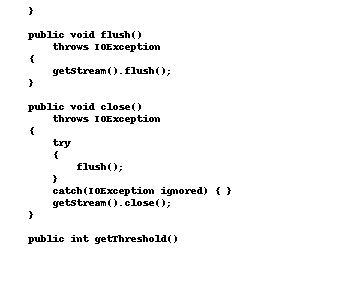 }
public void flush()
throws IOException
{
getStream().flush();
}
public void close()
throws IOException
{
try
{
flush();
}
catch(IOException ignored) { }
getStream().close();
}
public int getThreshold()